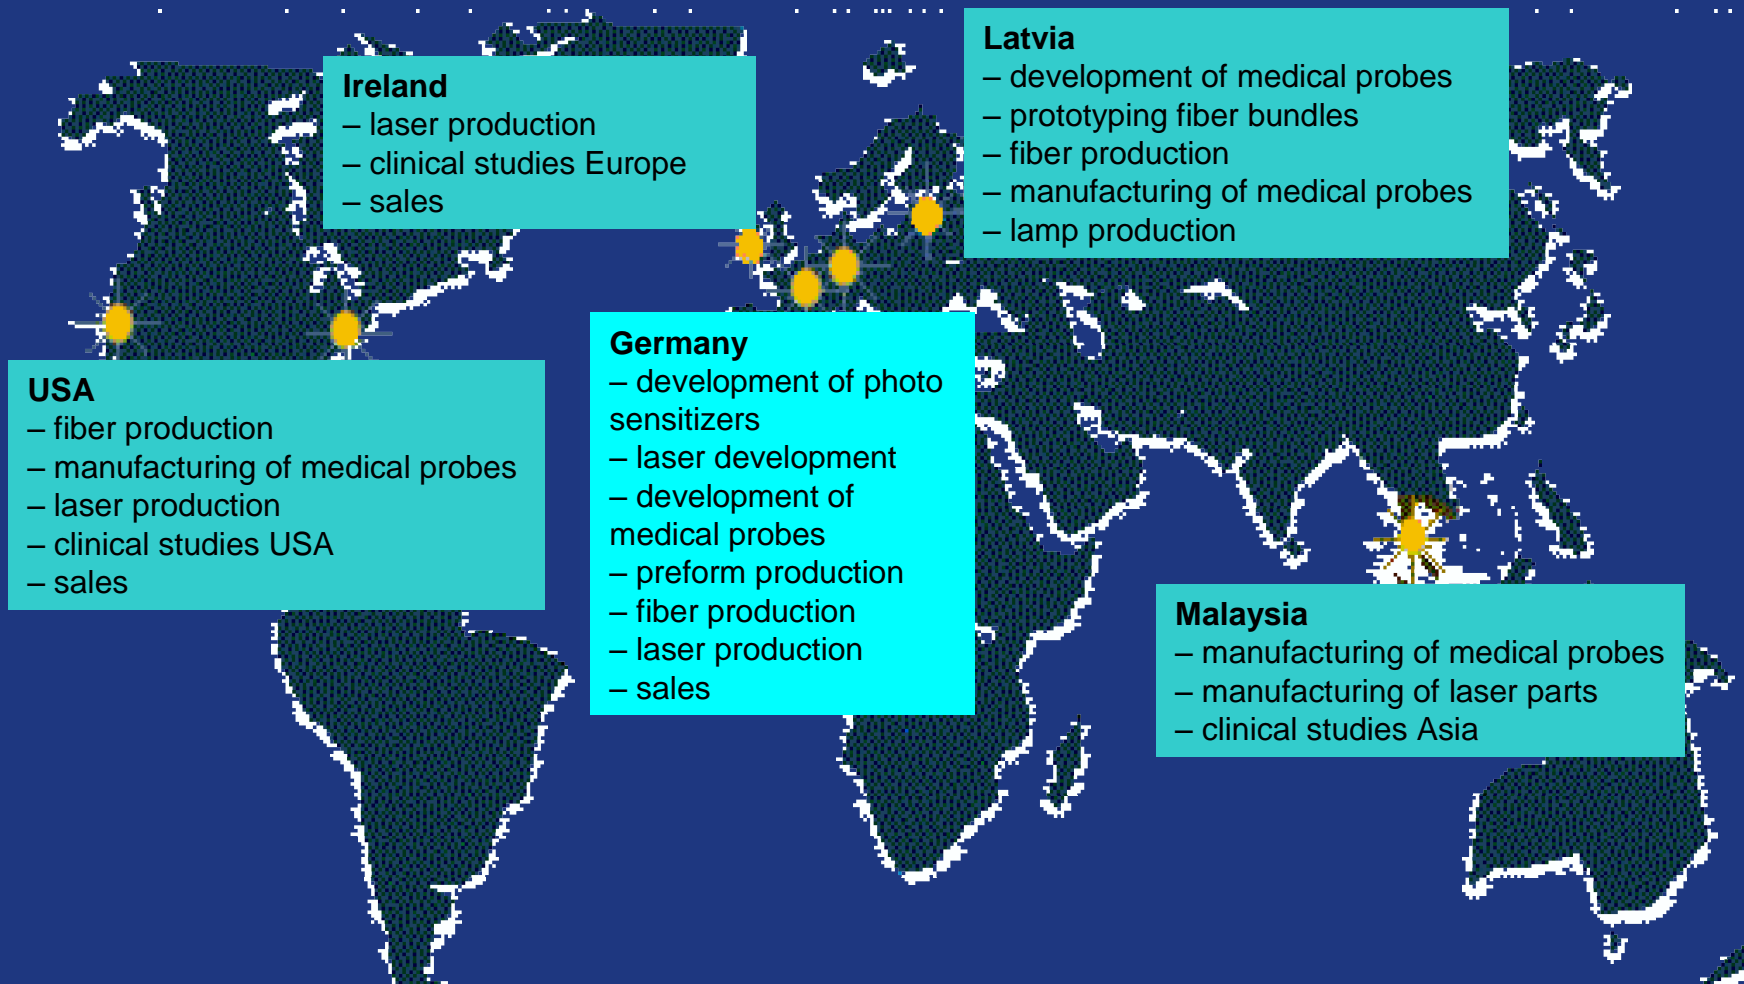 Ireland
– laser production
– clinical studies Europe
– sales
Latvia
– development of medical probes
– prototyping fiber bundles
– fiber production
– manufacturing of medical probes
– lamp production
USA
– fiber production
– manufacturing of medical probes
– laser production
– clinical studies USA
– sales
Germany
– development of photo
sensitizers
– laser development
– development of
medical probes
– preform production
– fiber production
– laser production
– sales
Malaysia
– manufacturing of medical probes
– manufacturing of laser parts
– clinical studies Asia